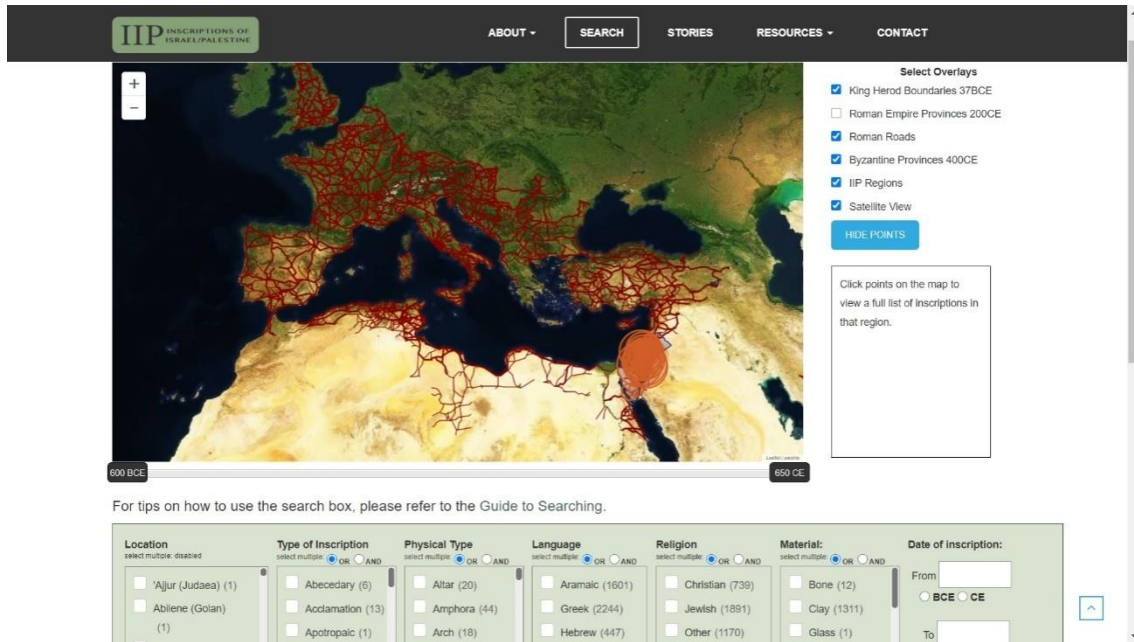 IIP INSCRIPTIONS OF
ISRAEL/PALESTINE
ABOUT
SEARCH
STORIES
RESOURCES
CONTACT
+
−
Select Overlays
King Herod Boundaries 37BCE
Roman Empire Provinces 200CE
Roman Roads
Byzantine Provinces 400CE
IIP Regions
Satellite View
HIDE POINTS
Click points on the map to
view a full list of inscriptions in
that region.
600 BCE
650 CE
For tips on how to use the search box, please refer to the Guide to Searching.
Location
select multiple: disabled
'Ajjur (Judaea) (1)
Abilene (Golan)
(1)
Type of Inscription
select multiple: OR AND
Abecedary (6)
Acclamation (13)
Apotropaic (1)
Physical Type
select multiple: OR AND
Altar (20)
Amphora (44)
Arch (18)
Language
select multiple: OR AND
Aramaic (1601)
Greek (2244)
Hebrew (447)
Religion
select multiple: OR AND
Christian (739)
Jewish (1891)
Other (1170)
Material:
select multiple: OR AND
Bone (12)
Clay (1311)
Glass (1)
Date of inscription:
From
BCE CE
To